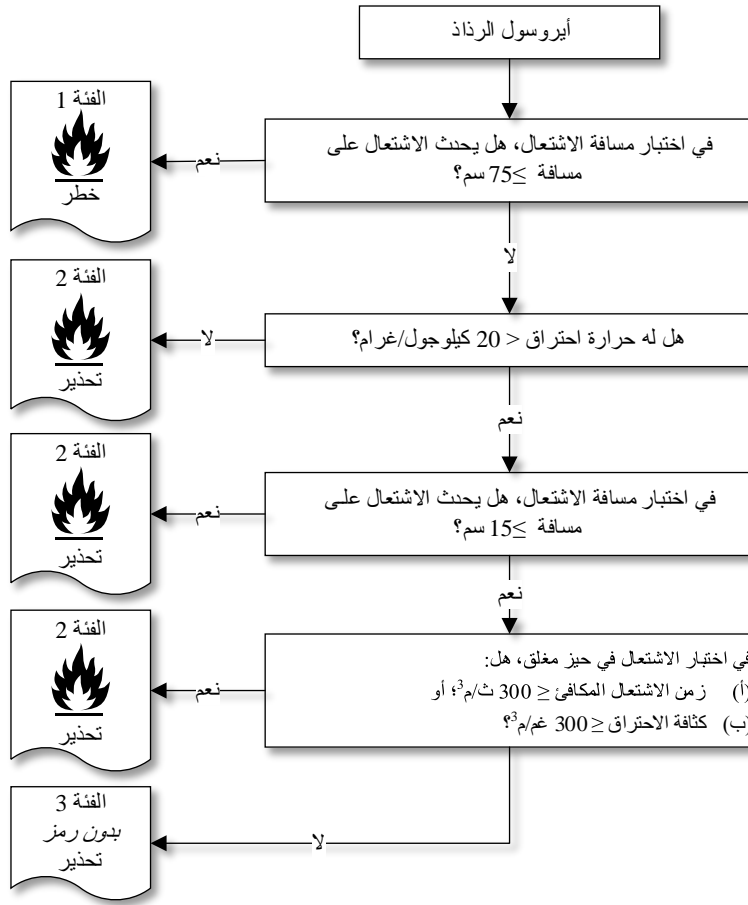 أيروسول الرذاذ
في اختبار مسافة الاشتعال، هل يحدث الاشتعال على
مسافة ≥75 سم؟
نعم
الفئة 1
خطر
لا
هل له حرارة احتراق < 20 كيلوجول/غرام؟
لا
الفئة 2
تحذير
نعم
في اختبار مسافة الاشتعال، هل يحدث الاشتعال على
مسافة ≥15 سم؟
نعم
الفئة 2
تحذير
نعم
في اختبار الاشتعال في حيز مغلق، هل:
(أ) زمن الاشتعال المكافئ ≤ 300 ث/م³؛ أو
(ب) كثافة الاحتراق ≤ 300 غم/م³؟
نعم
الفئة 2
تحذير
لا
الفئة 3
بدون رمز
تحذير